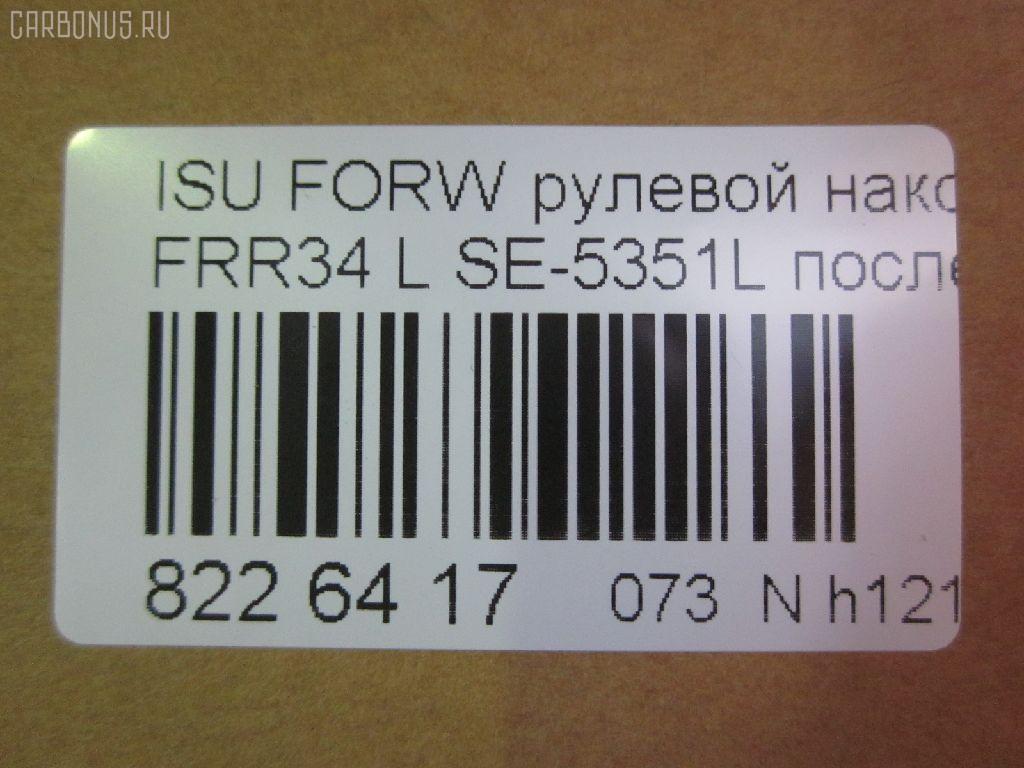 CARBONUS.RU
ISU FORW рулевой нако
FRR34 L SE-5351L после
822 64 17 073 N h121